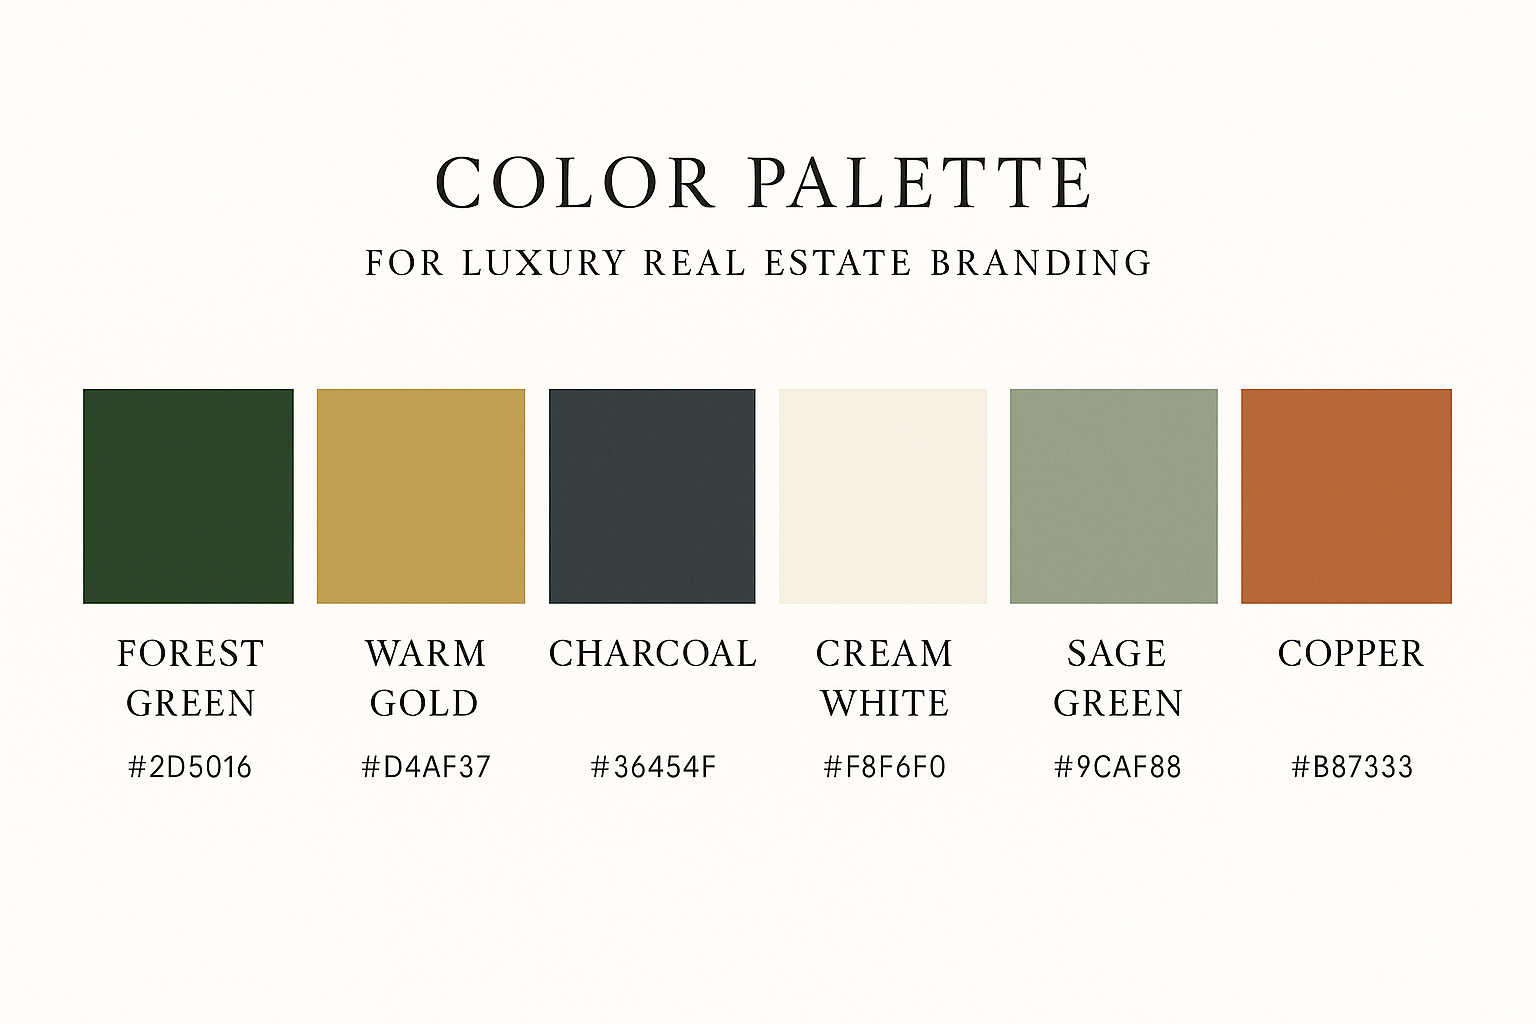 COLOR PALETTE
FOR LUXURY REAL ESTATE BRANDING
FOREST
GREEN
#2D5016
WARM
GOLD
#D4AF37
CHARCOAL
#36454F
CREAM
WHITE
#F8F6F0
SAGE
GREEN
#9CAF88
COPPER
#B87333